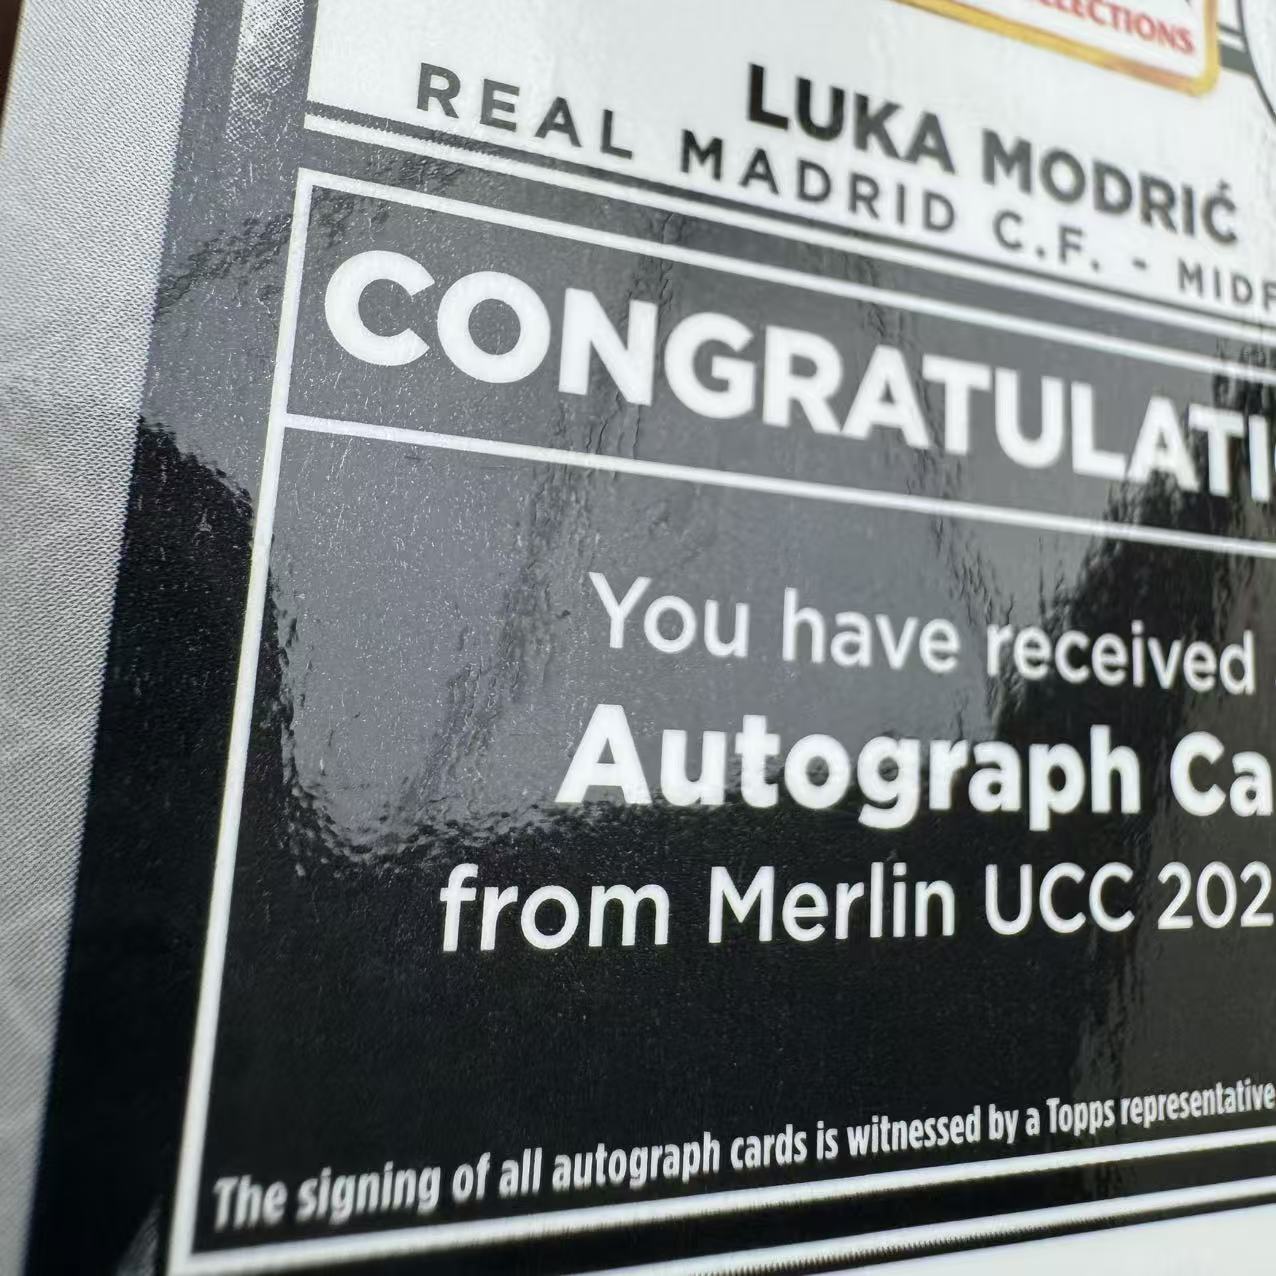 LUKA MODRIĆ
REAL MADRID C.F. - MIDF
CONGRATULATI
You have received
Autograph Ca
from Merlin UCC 202
The signing of all autograph cards is witnessed by a Topps representative